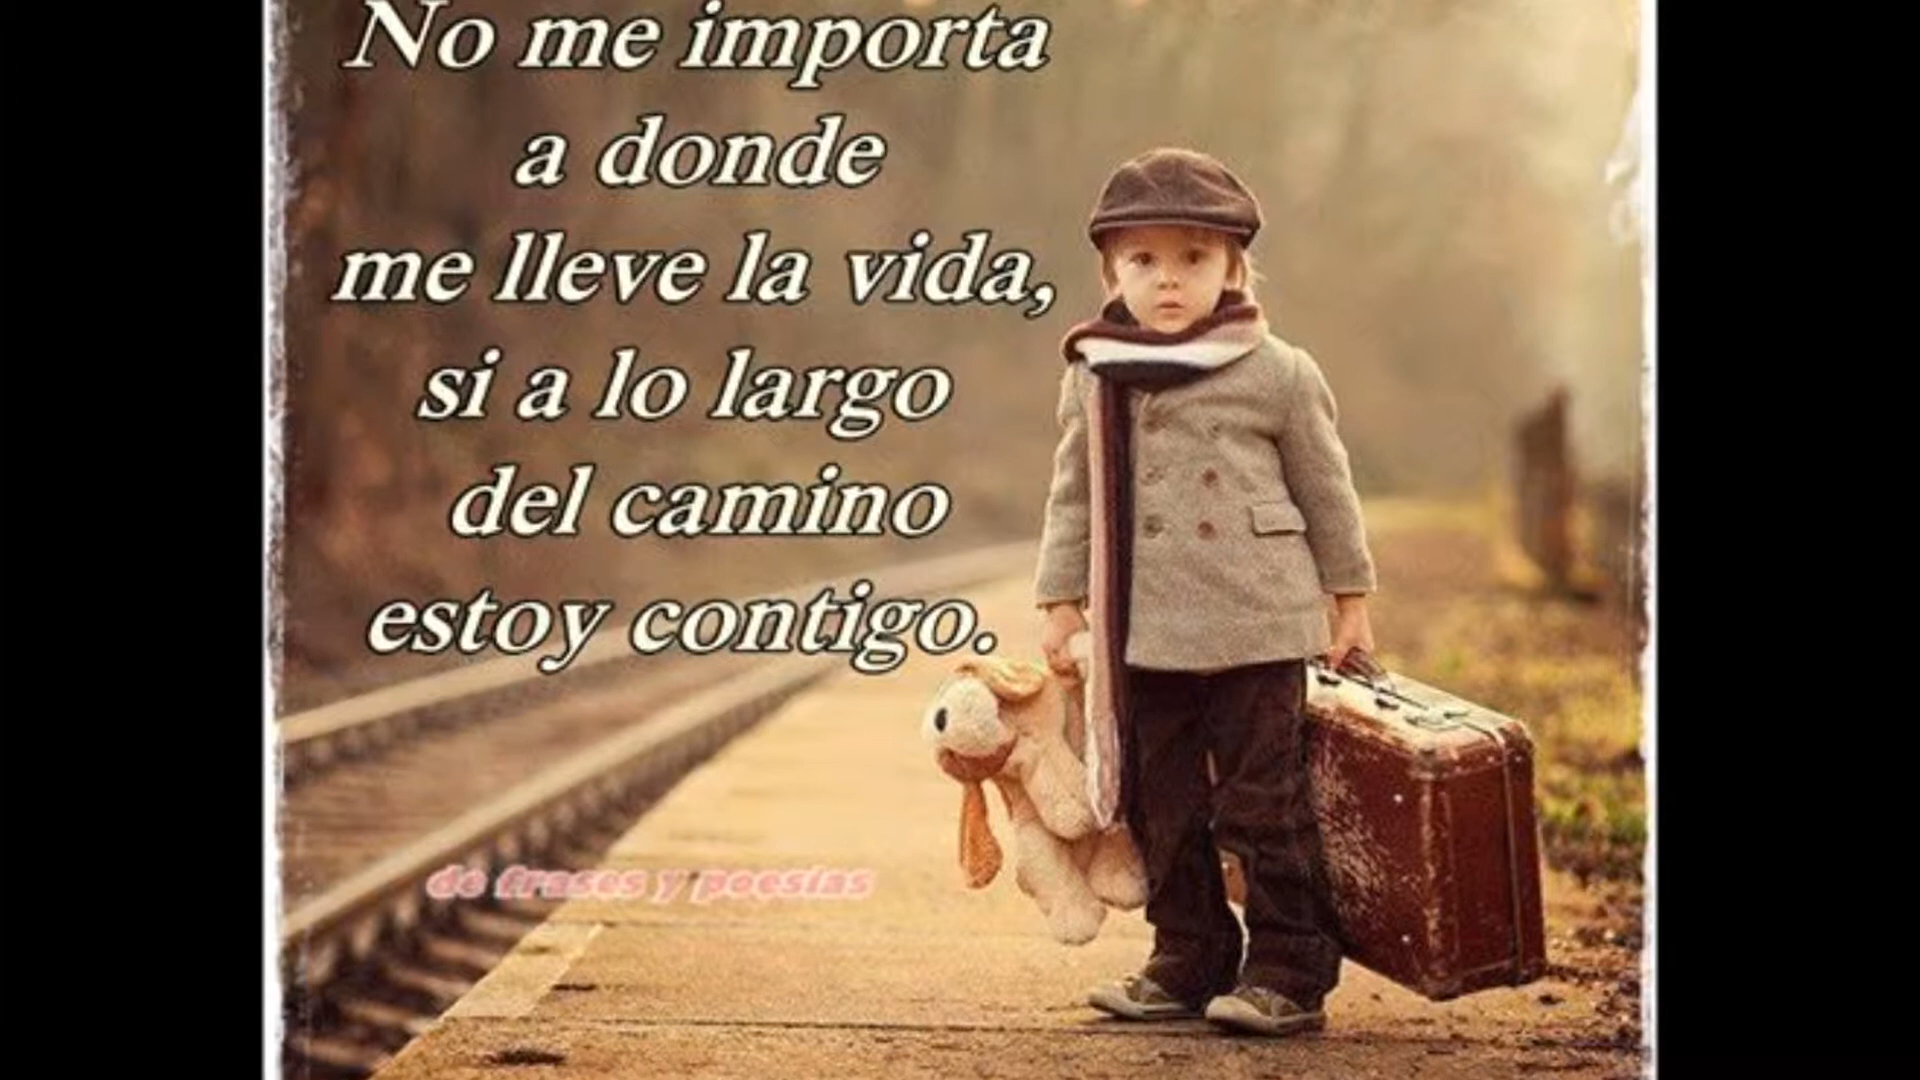 No me importa
a donde
me lleve la vida,
si a lo largo
del camino
estoy contigo.
de frases y poesías